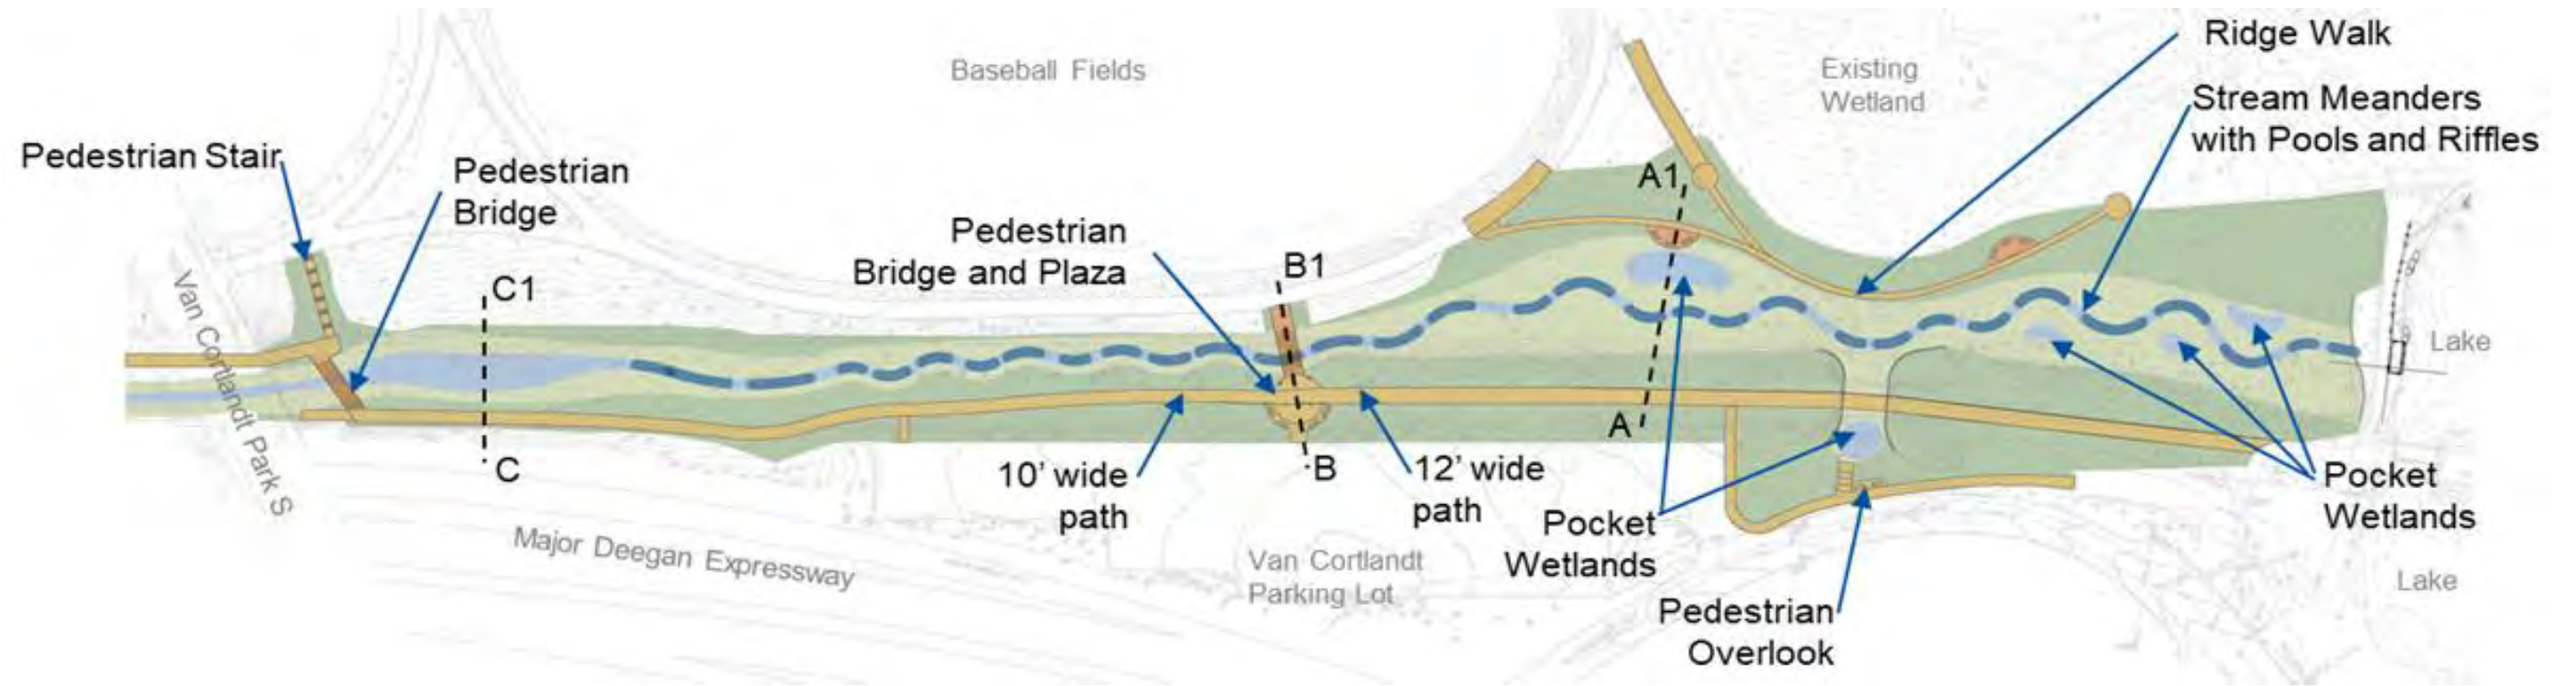 Ridge Walk
Baseball Fields
Existing
Wetland
Stream Meanders
with Pools and Riffles
Pedestrian Stair
Pedestrian
Bridge
A1
Pedestrian
Bridge and Plaza
B1
C1
Van Cortlandt Park S
Lake
A
C
10' wide
path
B
12' wide
path
Pocket
Wetlands
Pocket
Wetlands
Major Deegan Expressway
Van Cortlandt
Parking Lot
Lake
Pedestrian
Overlook